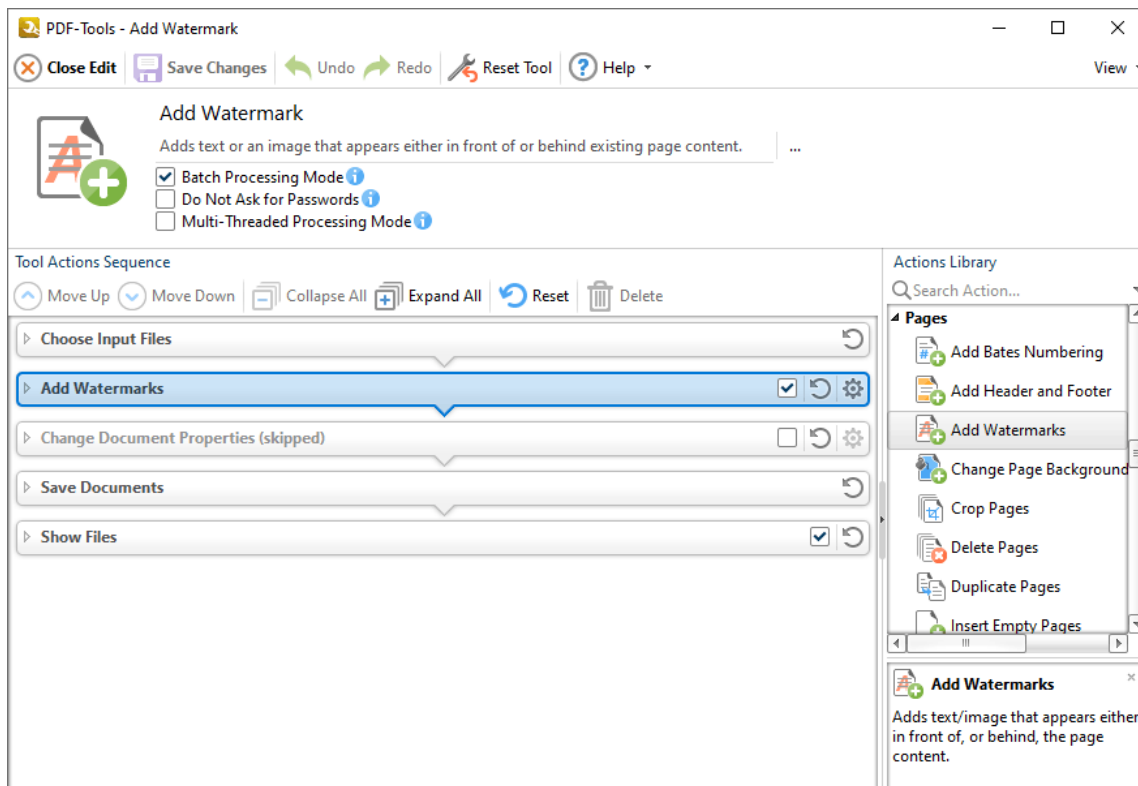 PDF-Tools - Add Watermark
Close Edit Save Changes Undo Redo Reset Tool Help View
Add Watermark
Adds text or an image that appears either in front of or behind existing page content. ...
Batch Processing Mode
Do Not Ask for Passwords
Multi-Threaded Processing Mode
Tool Actions Sequence
Move Up Move Down Collapse All Expand All Reset Delete
Choose Input Files
Add Watermarks
Change Document Properties (skipped)
Save Documents
Show Files
Actions Library
Search Action...
Pages
Add Bates Numbering
Add Header and Footer
Add Watermarks
Change Page Background
Crop Pages
Delete Pages
Duplicate Pages
Insert Empty Pages
Add Watermarks
Adds text/image that appears either
in front of, or behind, the page
content.